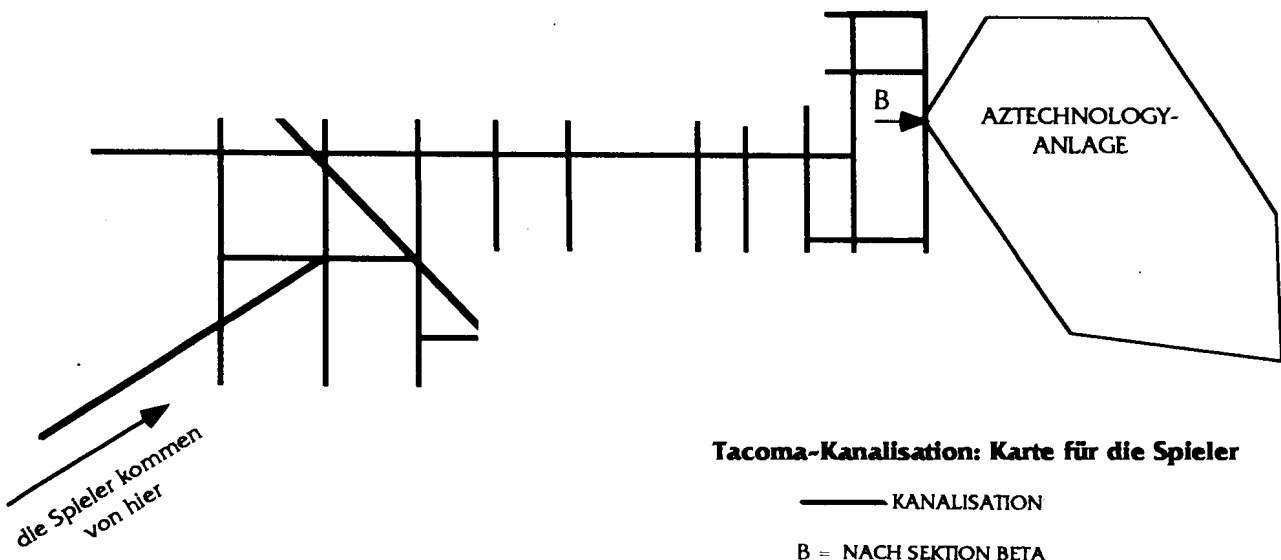 B
AZTECHNOLOGY-
ANLAGE
die Spieler kommen
von hier
Tacoma-Kanalisation: Karte für die Spieler
KANALISATION
B = NACH SEKTION BETA